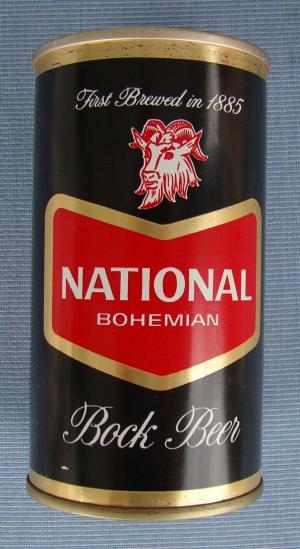 First Brewed in 1885
NATIONAL
BOHEMIAN
Bock Beer